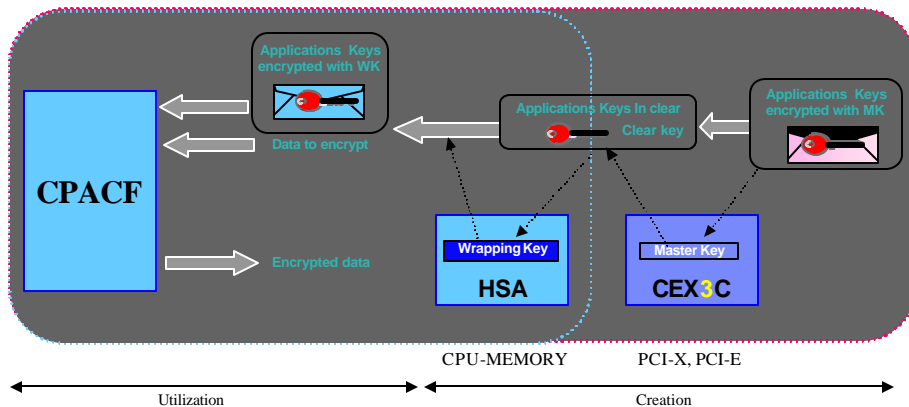 Applications Keys
encrypted with WK
Applications Keys In clear
Clear key
Applications Keys
encrypted with MK
Data to encrypt
CPACF
Encrypted data
Wrapping Key
HSA
Master Key
CEX3C
CPU-MEMORY
PCI-X, PCI-E
Utilization
Creation